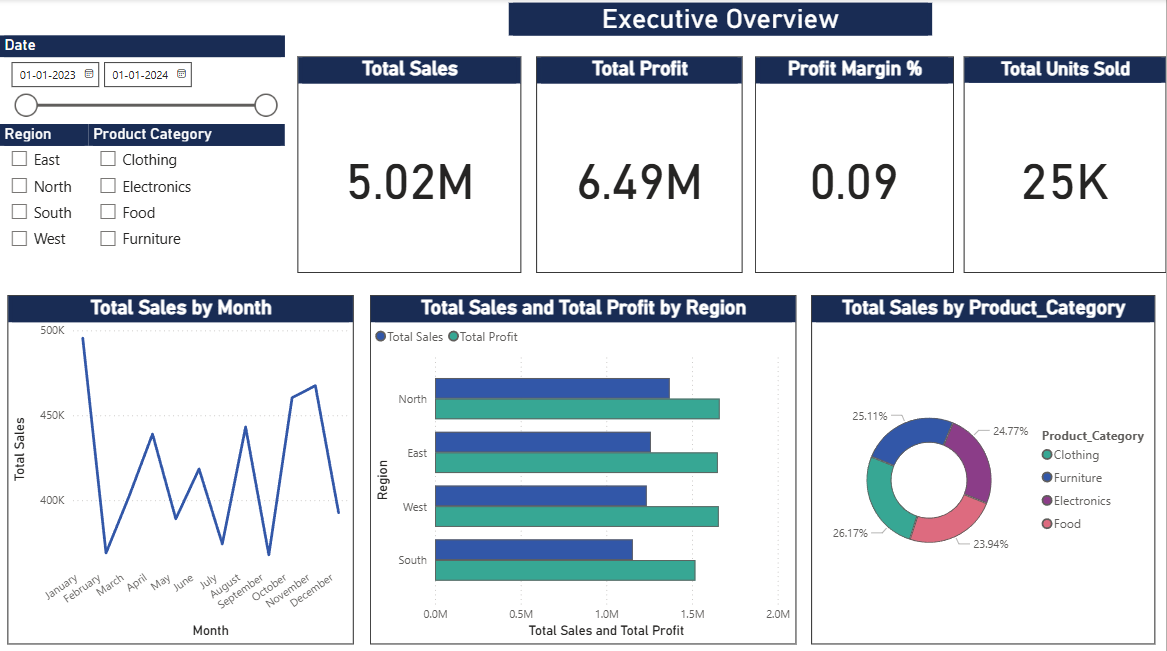 Executive Overview
Date
01-01-2023
01-01-2024
Region
Product Category
East
North
South
West
Clothing
Electronics
Food
Furniture
Total Sales
5.02M
Total Profit
6.49M
Profit Margin %
0.09
Total Units Sold
25K
Total Sales by Month
Total Sales
500K
450K
400K
January
February
March
April
May
June
July
August
September
October
November
December
Month
Total Sales and Total Profit by Region
Total Sales
Total Profit
Region
North
East
West
South
0.0M
0.5M
1.0M
1.5M
2.0M
Total Sales and Total Profit
Total Sales by Product_Category
25.11%
24.77%
26.17%
23.94%
Product_Category
Clothing
Furniture
Electronics
Food